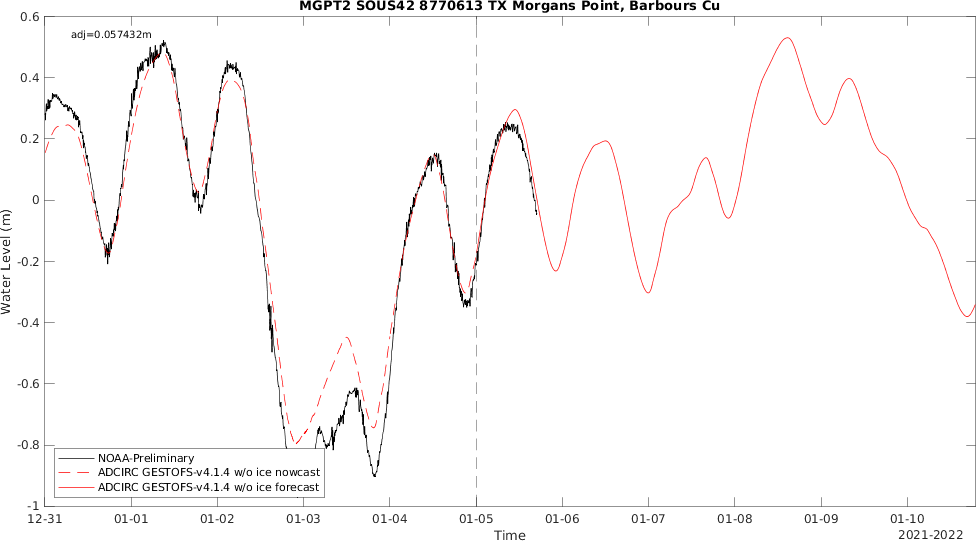 MGPT2 SOUS42 8770613 TX Morgans Point, Barbours Cu
adj=0.057432m
0.6
0.4
0.2
0
-0.2
-0.4
-0.6
-0.8
-1
Water Level (m)
NOAA-Preliminary
ADCIRC GESTOFS-v4.1.4 w/o ice nowcast
ADCIRC GESTOFS-v4.1.4 w/o ice forecast
12-31 01-01 01-02 01-03 01-04 01-05 01-06 01-07 01-08 01-09 01-10
Time
2021-2022